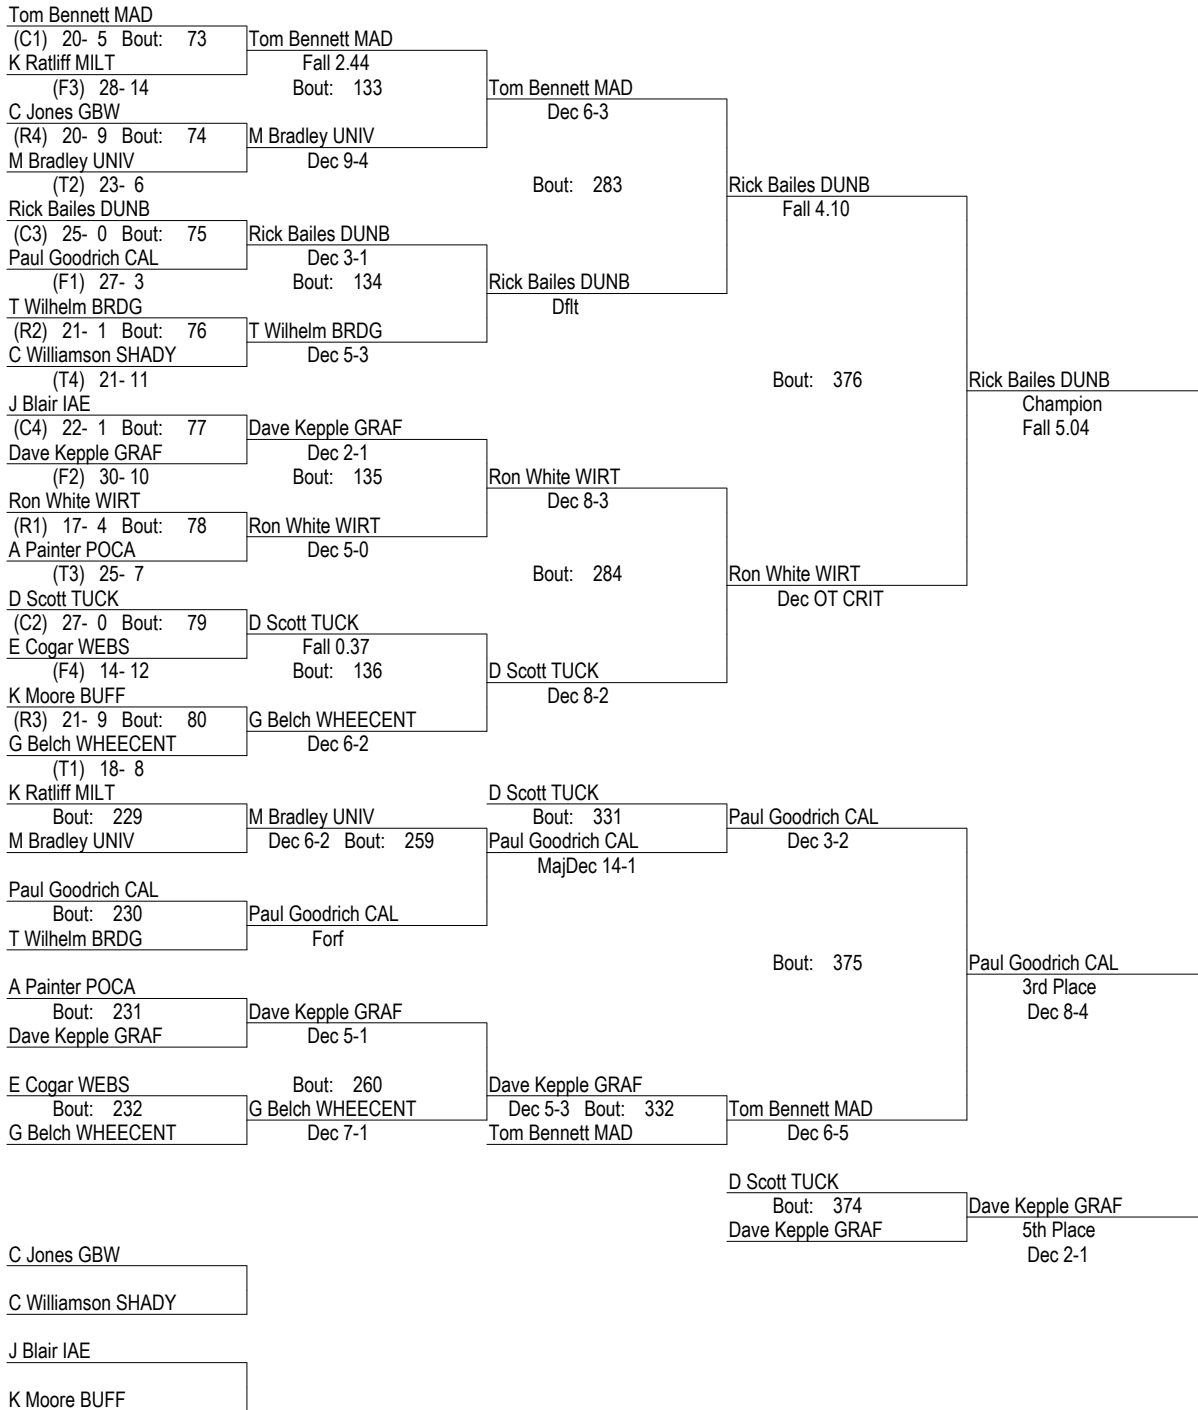 Tom Bennett MAD
(C1) 20- 5 Bout: 73 Tom Bennett MAD
K Ratliff MILT Fall 2.44
(F3) 28- 14 Bout: 133 Tom Bennett MAD
C Jones GBW Dec 6-3
(R4) 20- 9 Bout: 74 M Bradley UNIV
M Bradley UNIV Dec 9-4
(T2) 23- 6 Bout: 283 Rick Bailes DUNB
Rick Bailes DUNB Fall 4.10
(C3) 25- 0 Bout: 75 Rick Bailes DUNB
Paul Goodrich CAL Dec 3-1
(F1) 27- 3 Bout: 134 Rick Bailes DUNB
T Wilhelm BRDG Dflt
(R2) 21- 1 Bout: 76 T Wilhelm BRDG
C Williamson SHADY Dec 5-3
(T4) 21- 11 Bout: 376 Rick Bailes DUNB
J Blair IAE Champion
(C4) 22- 1 Bout: 77 Dave Kepple GRAF Fall 5.04
Dave Kepple GRAF Dec 2-1
(F2) 30- 10 Bout: 135 Ron White WIRT
Ron White WIRT Dec 8-3
(R1) 17- 4 Bout: 78 Ron White WIRT
A Painter POCA Dec 5-0
(T3) 25- 7 Bout: 284 Ron White WIRT
D Scott TUCK Dec OT CRIT
(C2) 27- 0 Bout: 79 D Scott TUCK
E Cogar WEBS Fall 0.37
(F4) 14- 12 Bout: 136 D Scott TUCK
K Moore BUFF Dec 8-2
(R3) 21- 9 Bout: 80 G Belch WHEECENT
G Belch WHEECENT Dec 6-2
(T1) 18- 8
K Ratliff MILT D Scott TUCK
Bout: 229 M Bradley UNIV Bout: 331 Paul Goodrich CAL
M Bradley UNIV Dec 6-2 Bout: 259 Paul Goodrich CAL Dec 3-2
MajDec 14-1
Paul Goodrich CAL
Bout: 230 Paul Goodrich CAL
T Wilhelm BRDG Forf
Bout: 375 Paul Goodrich CAL
A Painter POCA 3rd Place
Bout: 231 Dave Kepple GRAF Dec 8-4
Dave Kepple GRAF Dec 5-1
E Cogar WEBS Bout: 260 Dave Kepple GRAF
Bout: 232 G Belch WHEECENT Dec 5-3 Bout: 332 Tom Bennett MAD
G Belch WHEECENT Dec 7-1 Tom Bennett MAD Dec 6-5
D Scott TUCK
Bout: 374 Dave Kepple GRAF
Dave Kepple GRAF 5th Place
C Jones GBW Dec 2-1
C Williamson SHADY
J Blair IAE
K Moore BUFF